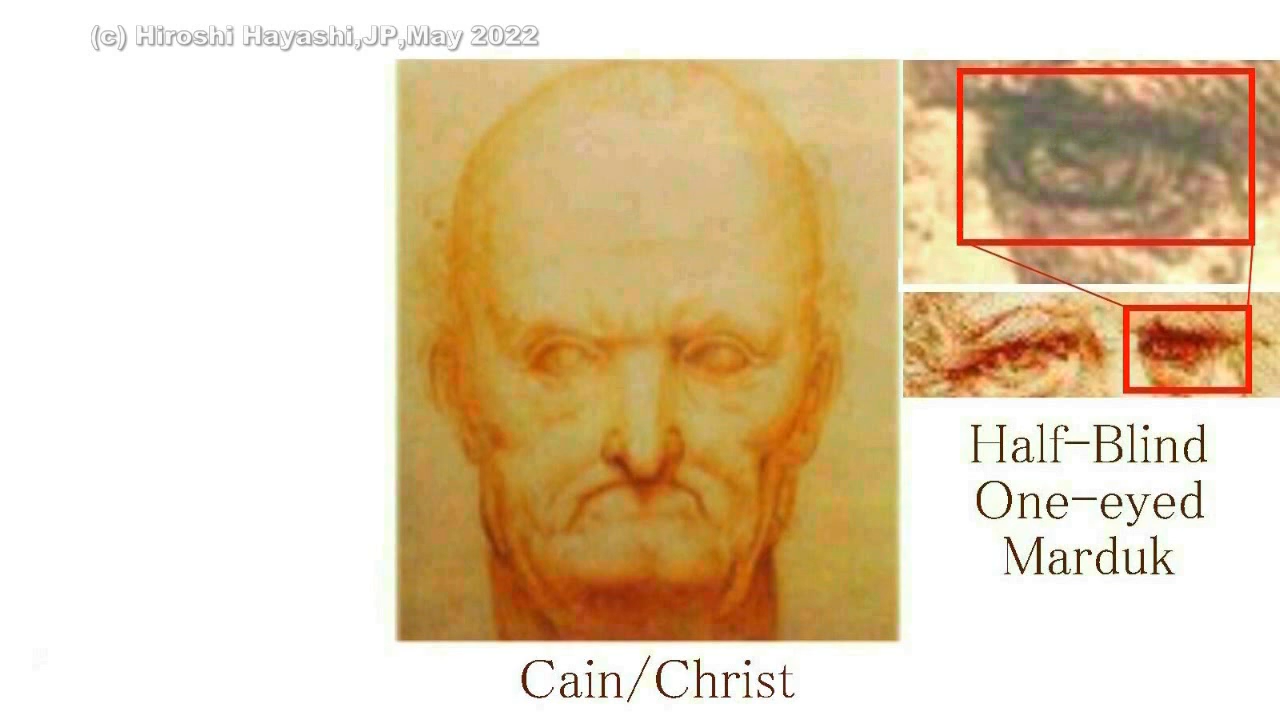 (c) Hiroshi Hayashi,JP,May 2022
Half-Blind
One-eyed
Marduk
Cain/Christ